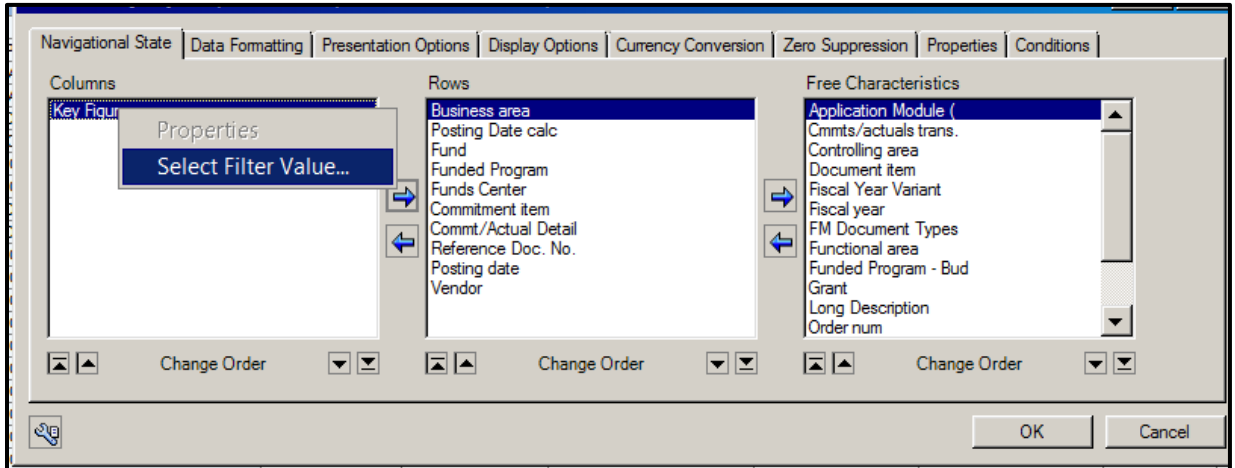 Navigational State Data Formatting Presentation Options Display Options Currency Conversion Zero Suppression Properties Conditions
Columns
Key Figur
Properties
Select Filter Value...
Change Order
Rows
Business area
Posting Date calc
Fund
Funded Program
Funds Center
Commitment item
Commt/Actual Detail
Reference Doc. No.
Posting date
Vendor
Change Order
Free Characteristics
Application Module (
Cmmts/actuals trans.
Controlling area
Document item
Fiscal Year Variant
Fiscal year
FM Document Types
Functional area
Funded Program - Bud
Grant
Long Description
Order num
Change Order
OK Cancel